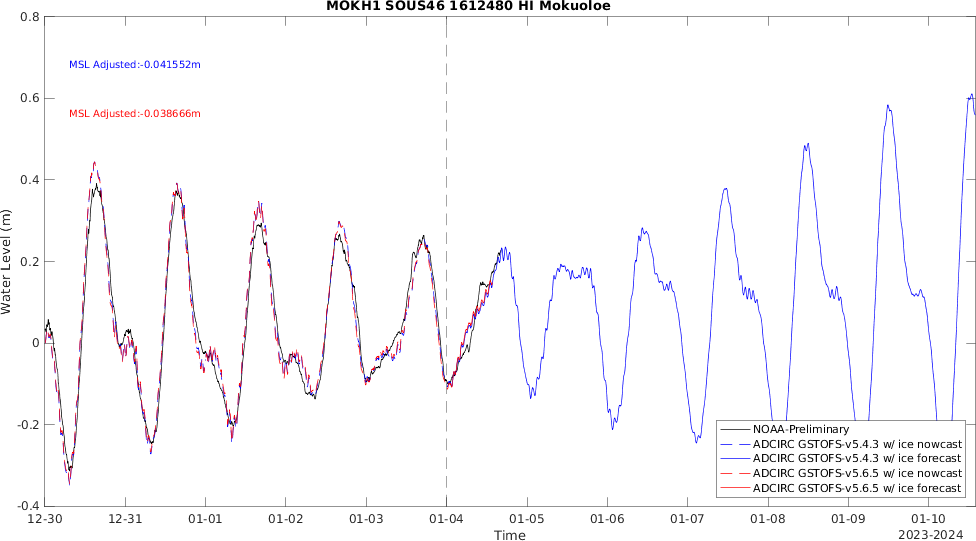 MOKH1 SOUS46 1612480 HI Mokuoloe
0.8
0.6
0.4
0.2
0
-0.2
-0.4
Water Level (m)
MSL Adjusted:-0.041552m
MSL Adjusted:-0.038666m
NOAA-Preliminary
ADCIRC GSTOFS-v5.4.3 w/ ice nowcast
ADCIRC GSTOFS-v5.4.3 w/ ice forecast
ADCIRC GSTOFS-v5.6.5 w/ ice nowcast
ADCIRC GSTOFS-v5.6.5 w/ ice forecast
12-30 12-31 01-01 01-02 01-03 01-04 01-05 01-06 01-07 01-08 01-09 01-10
Time
2023-2024